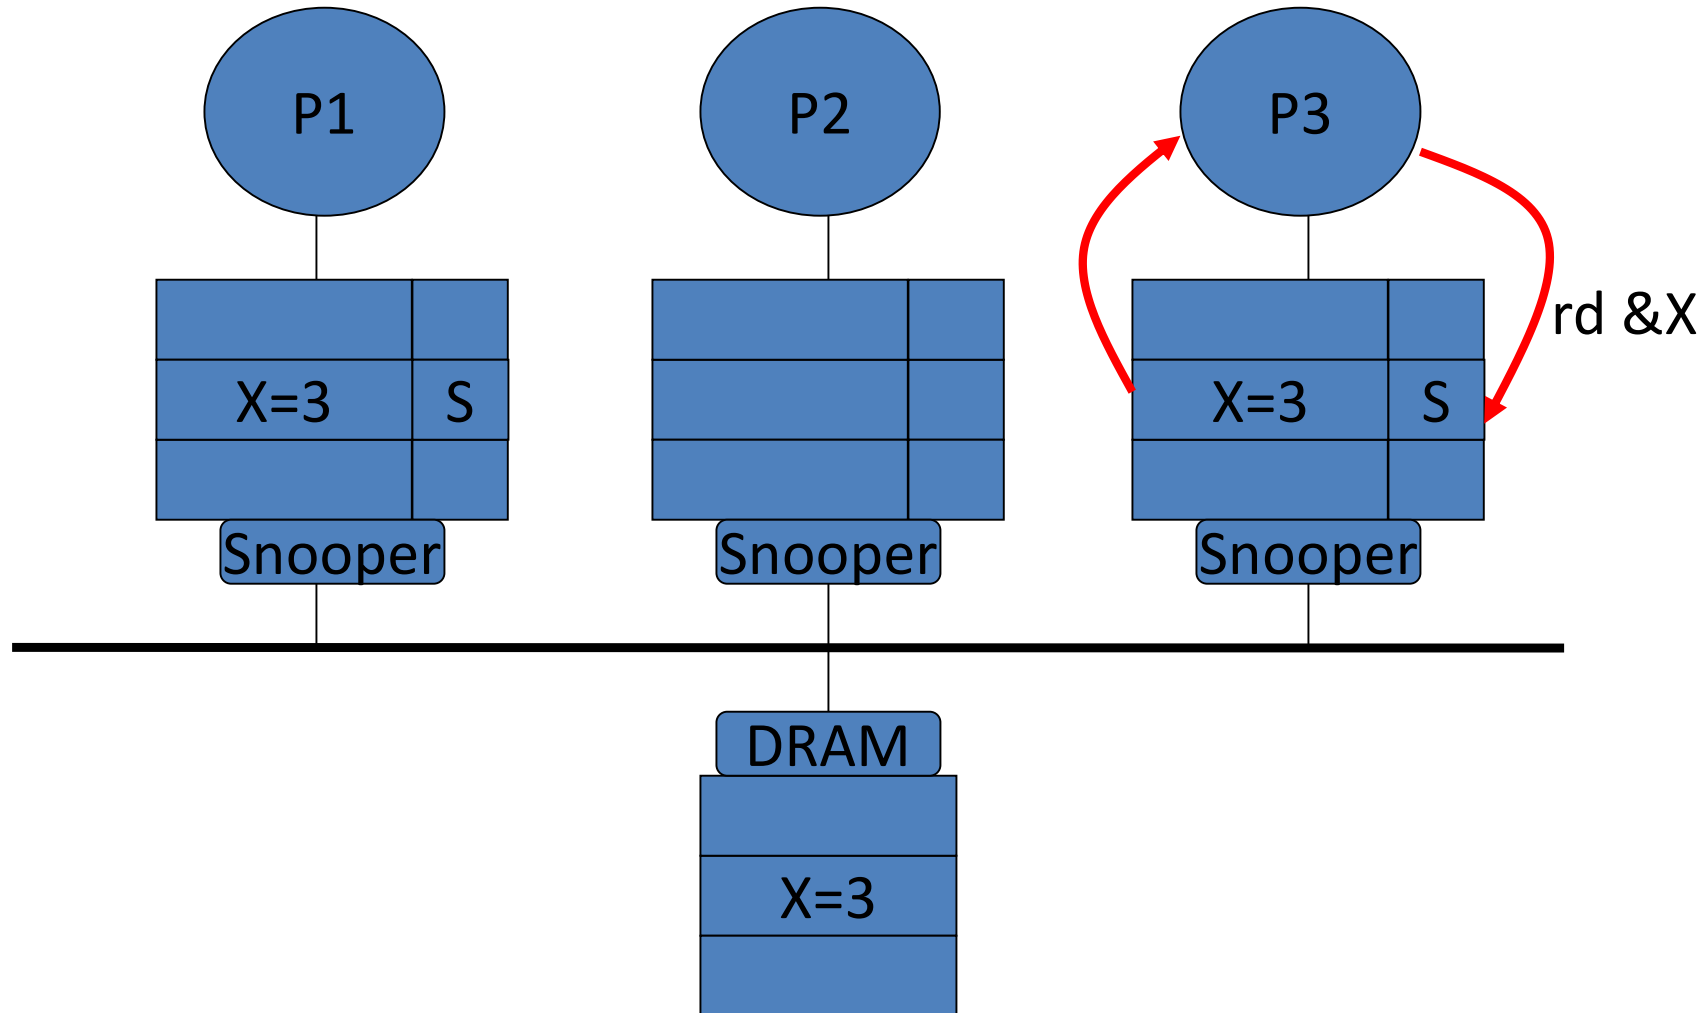 P1
P2
P3
rd &X
X=3
S
X=3
S
Snooper
Snooper
Snooper
DRAM
X=3